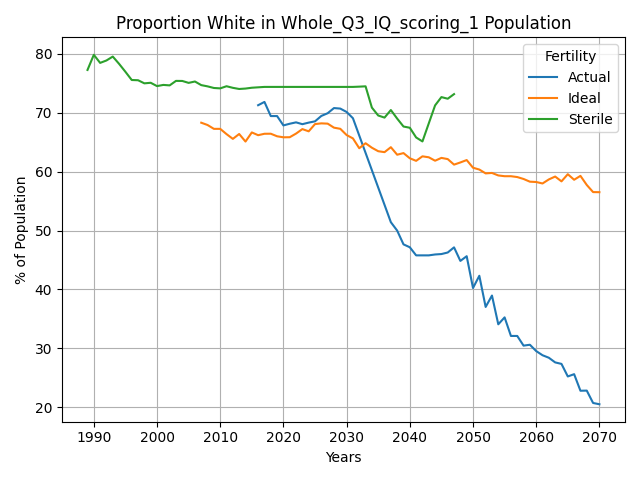 Proportion White in Whole_Q3_IQ_scoring_1 Population
Fertility
Actual
Ideal
Sterile
% of Population
80
70
60
50
40
30
20
1990 2000 2010 2020 2030 2040 2050 2060 2070
Years